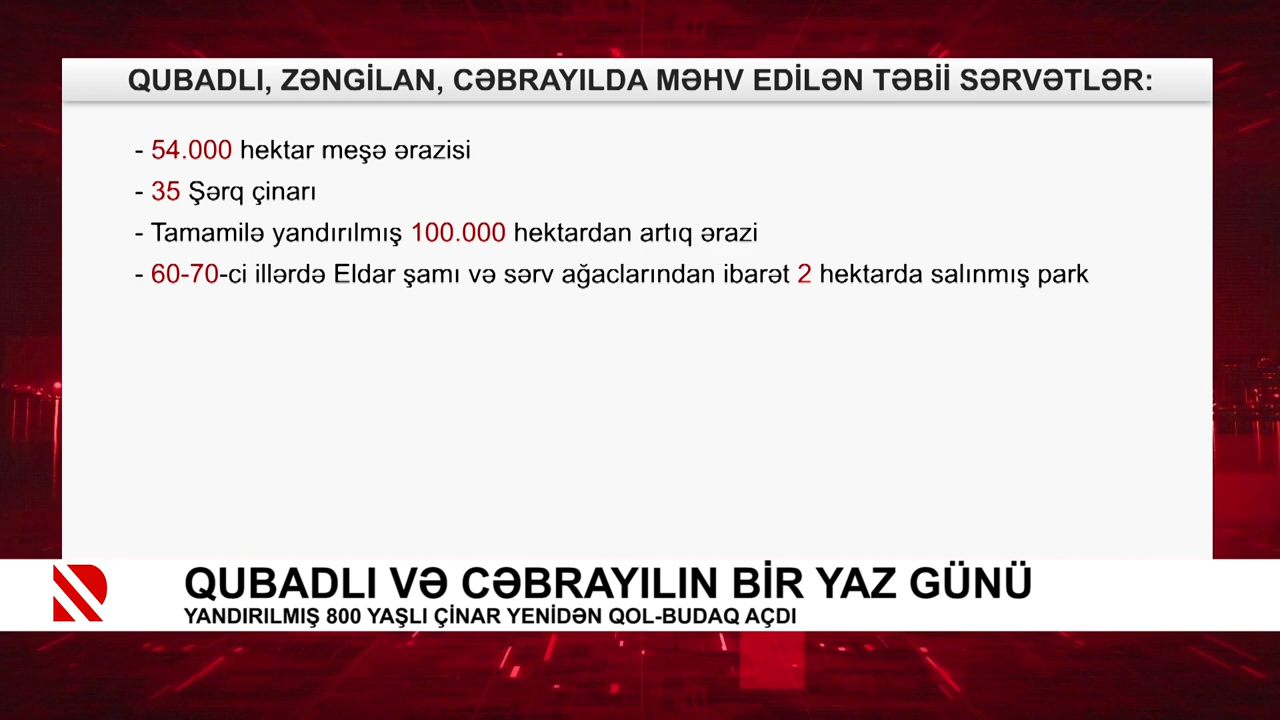 QUBADLI, ZƏNGİLAN, CƏBRAYILDA MƏHV EDİLƏN TƏBİİ SƏRVƏTLƏR:
- 54.000 hektar meşə ərazisi
- 35 Şərq çinarı
- Tamamilə yandırılmış 100.000 hektardan artıq ərazi
- 60-70-ci illərdə Eldar şamı və sərv ağaclarından ibarət 2 hektarda salınmış park
QUBADLI VƏ CƏBRAYILIN BİR YAZ GÜNÜ
YANDIRILMIŞ 800 YAŞLI ÇİNAR YENİDƏN QOL-BUDAQ AÇDI